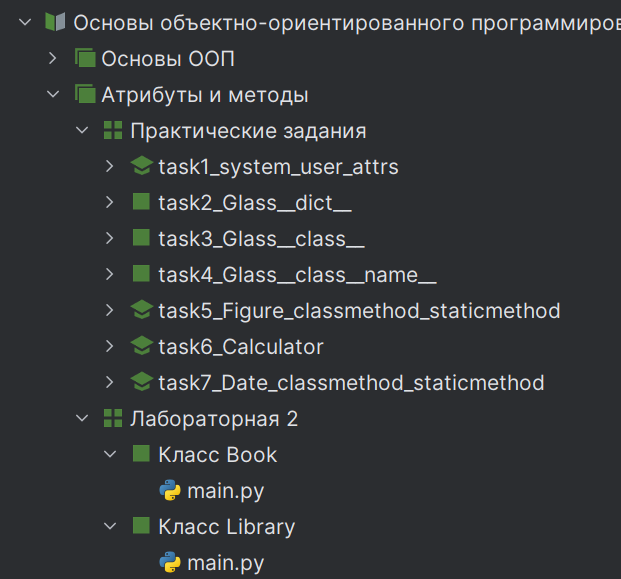 Основы объектно-ориентированного программиров
Основы ООП
Атрибуты и методы
Практические задания
task1_system_user_attrs
task2_Glass__dict__
task3_Glass__class__
task4_Glass__class__name__
task5_Figure_classmethod_staticmethod
task6_Calculator
task7_Date_classmethod_staticmethod
Лабораторная 2
Класс Book
main.py
Класс Library
main.py